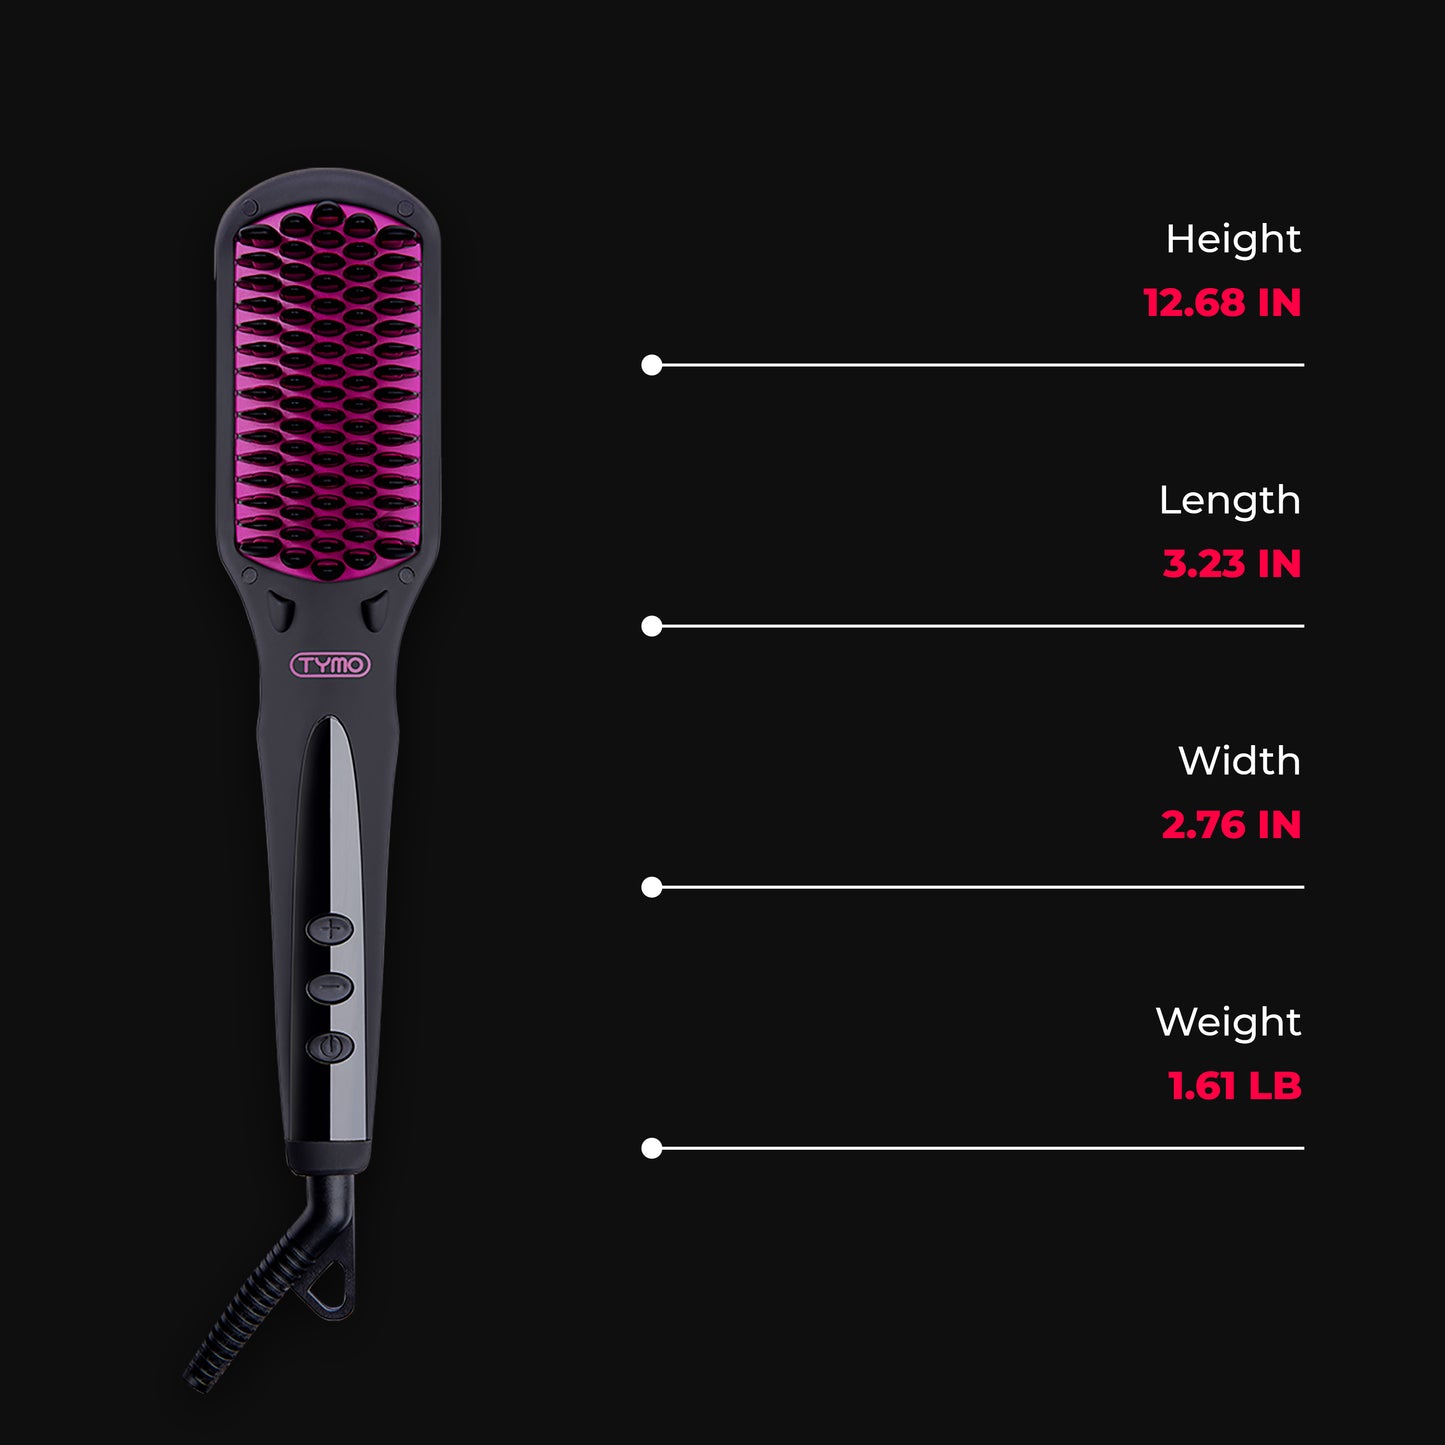 TYMO
Height
12.68 IN
Length
3.23 IN
Width
2.76 IN
Weight
1.61 LB